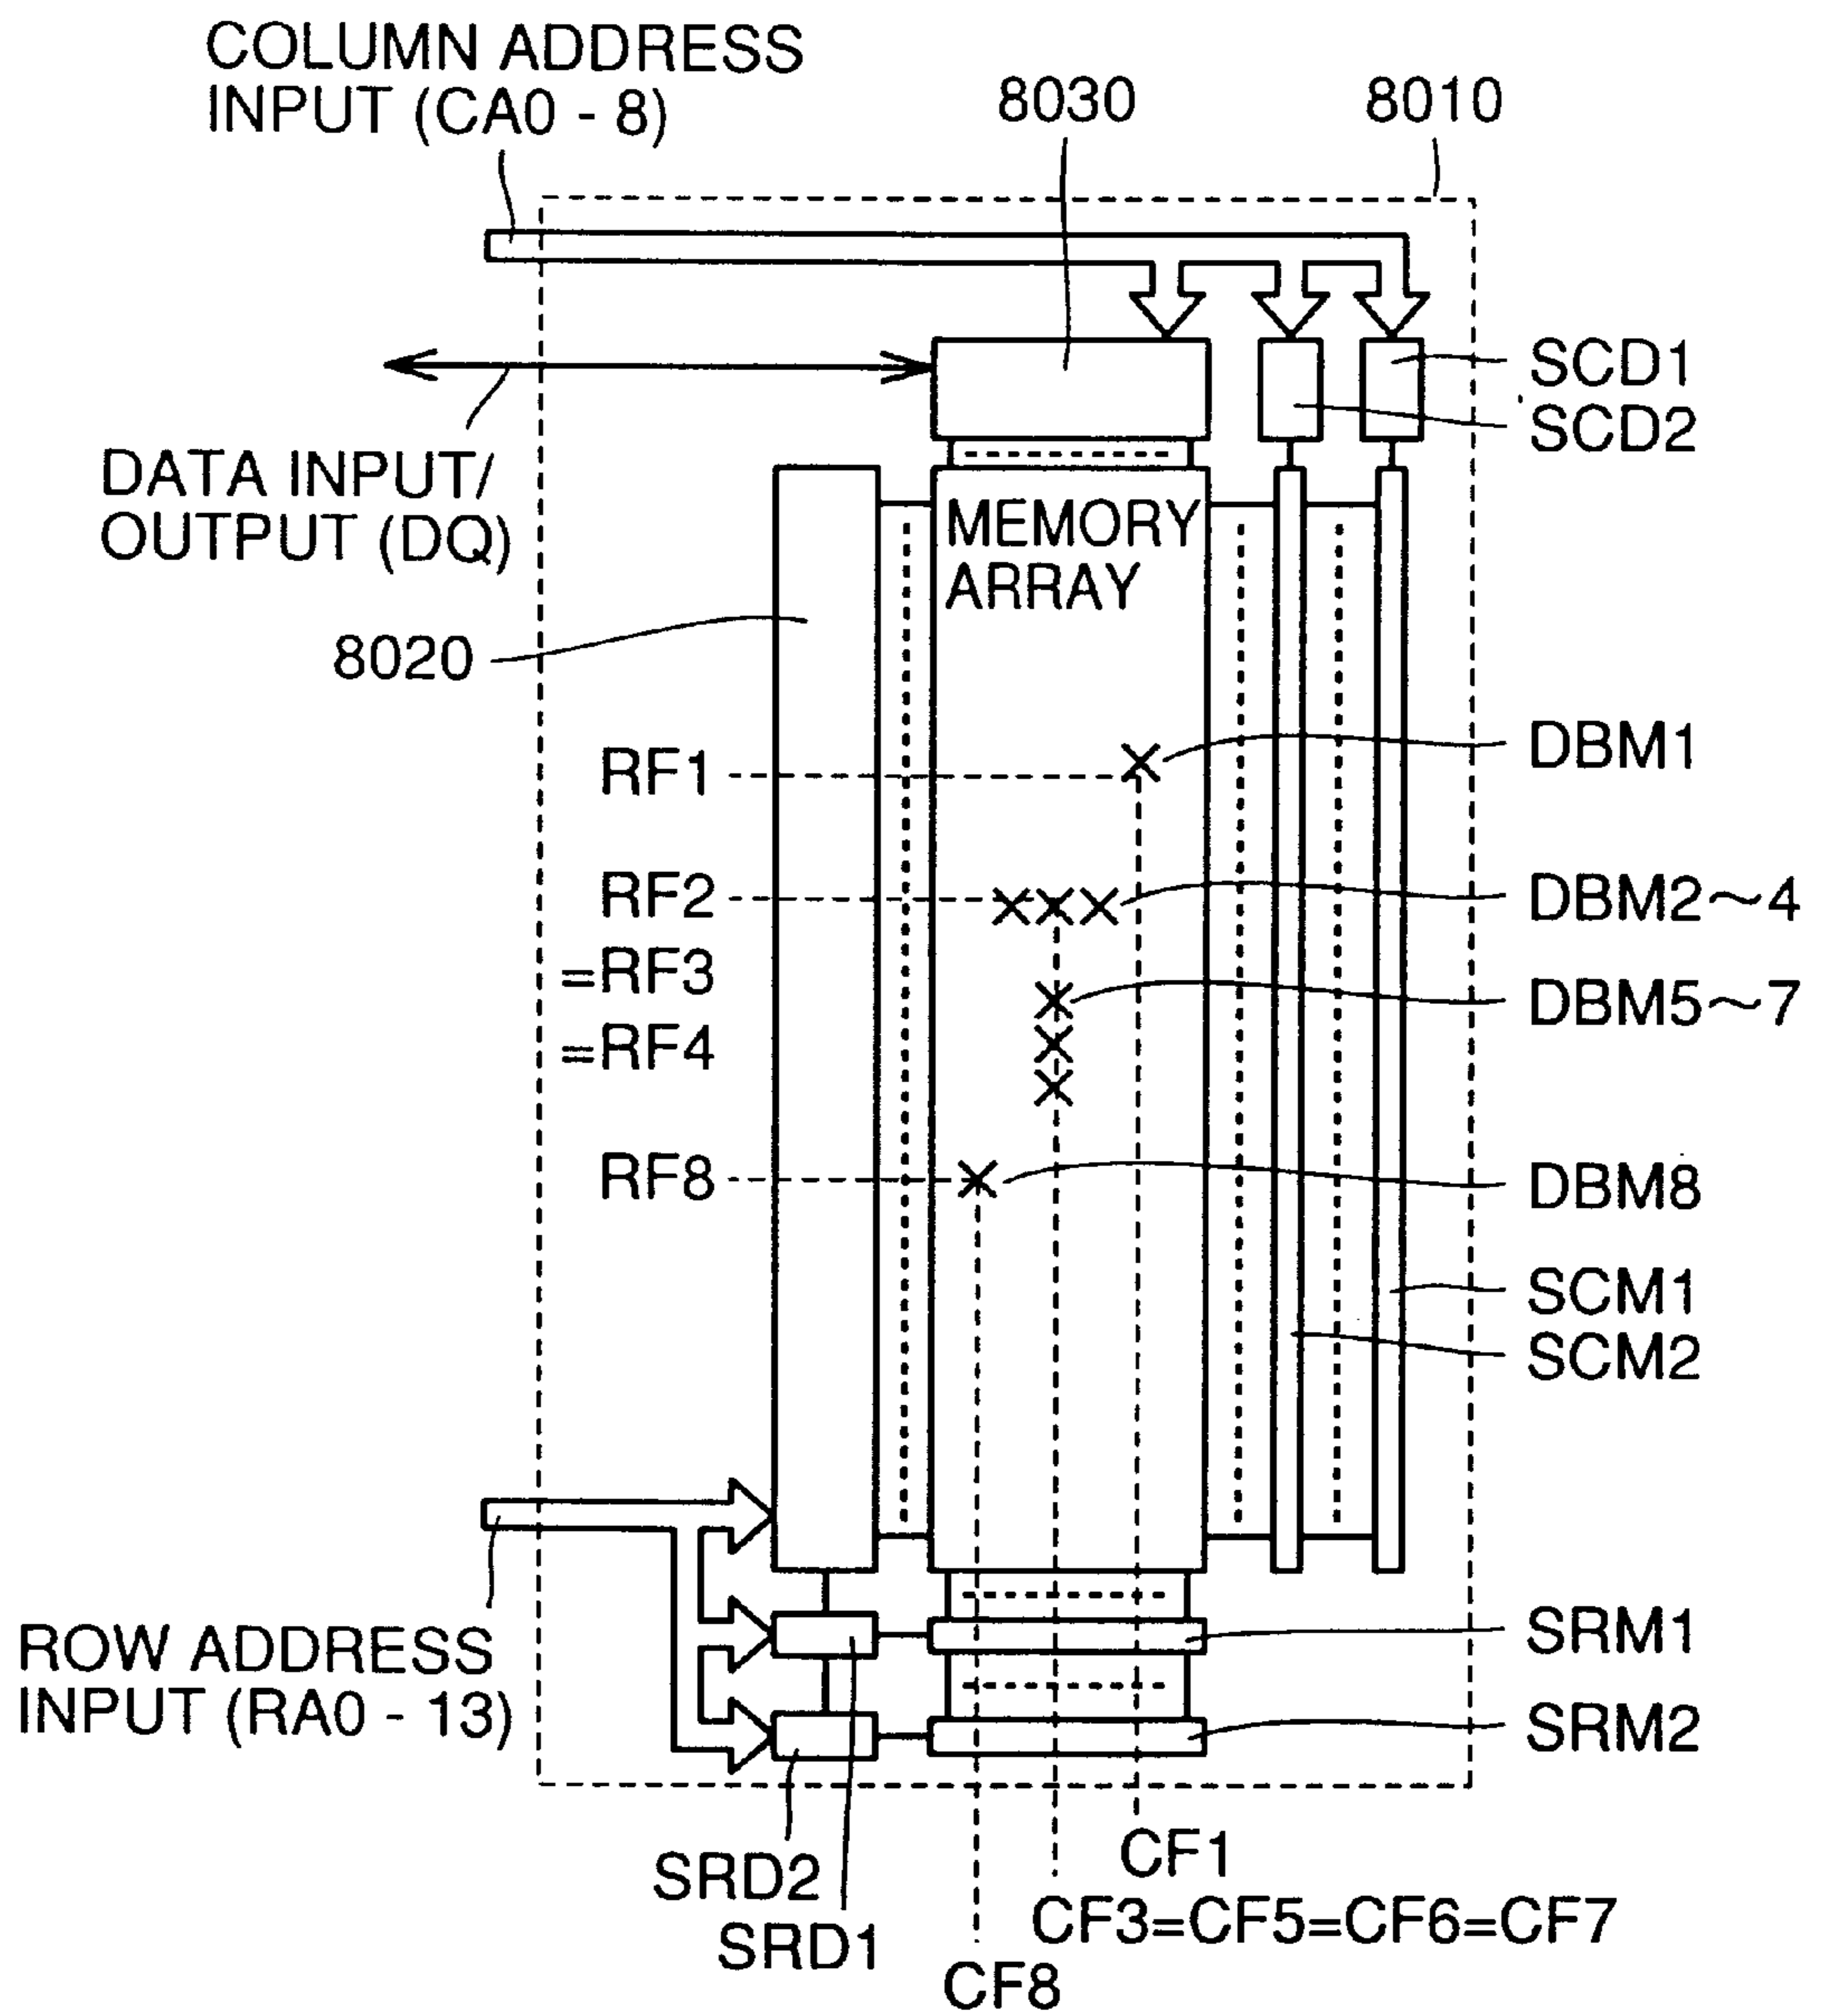 COLUMN ADDRESS
INPUT (CA0 - 8)
8030
8010
SCD1
SCD2
DATA INPUT/
OUTPUT (DQ)
MEMORY
ARRAY
8020
RF1
DBM1
RF2
DBM2~4
=RF3
DBM5~7
=RF4
RF8
DBM8
SCM1
SCM2
ROW ADDRESS
INPUT (RA0 - 13)
SRM1
SRM2
SRD2
SRD1
CF1
CF3=CF5=CF6=CF7
CF8